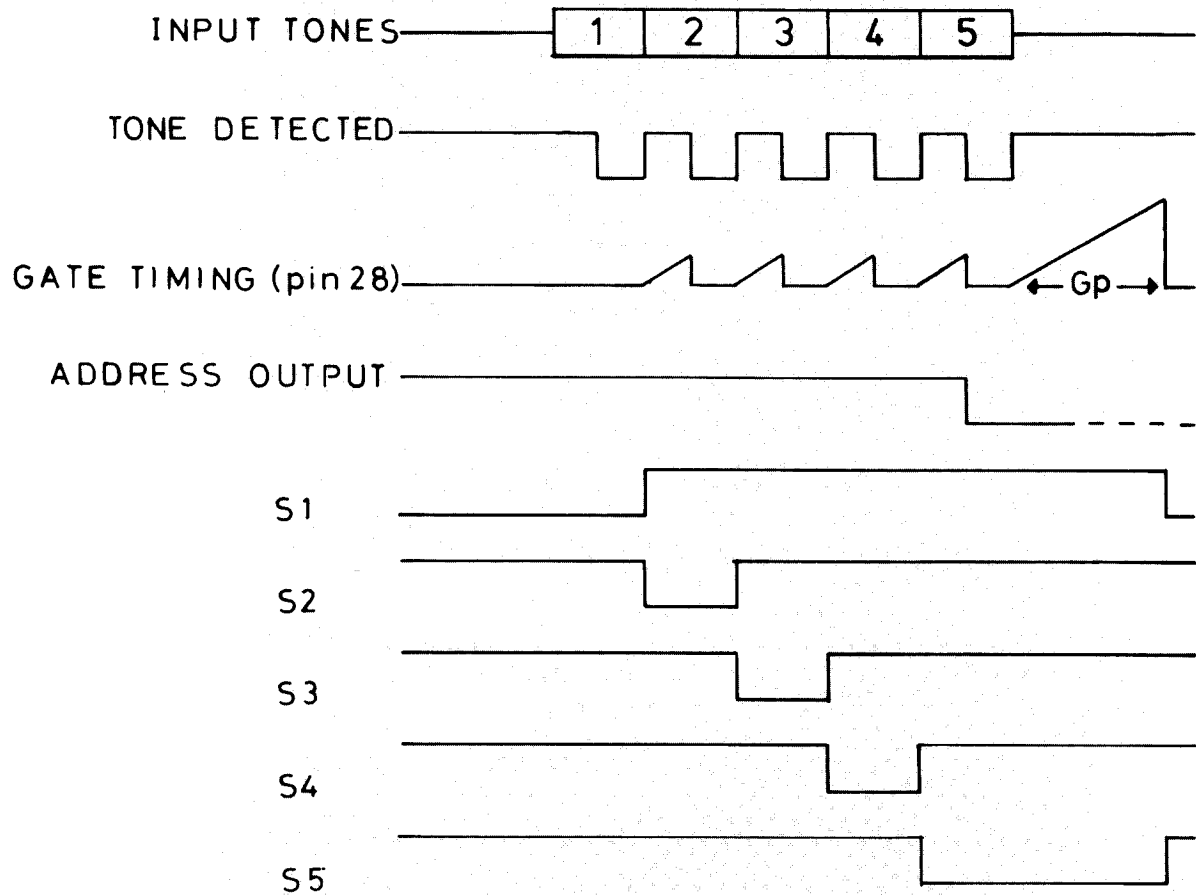 INPUT TONES 1 2 3 4 5
TONE DETECTED
GATE TIMING (pin 28) Gp
ADDRESS OUTPUT
S1
S2
S3
S4
S5